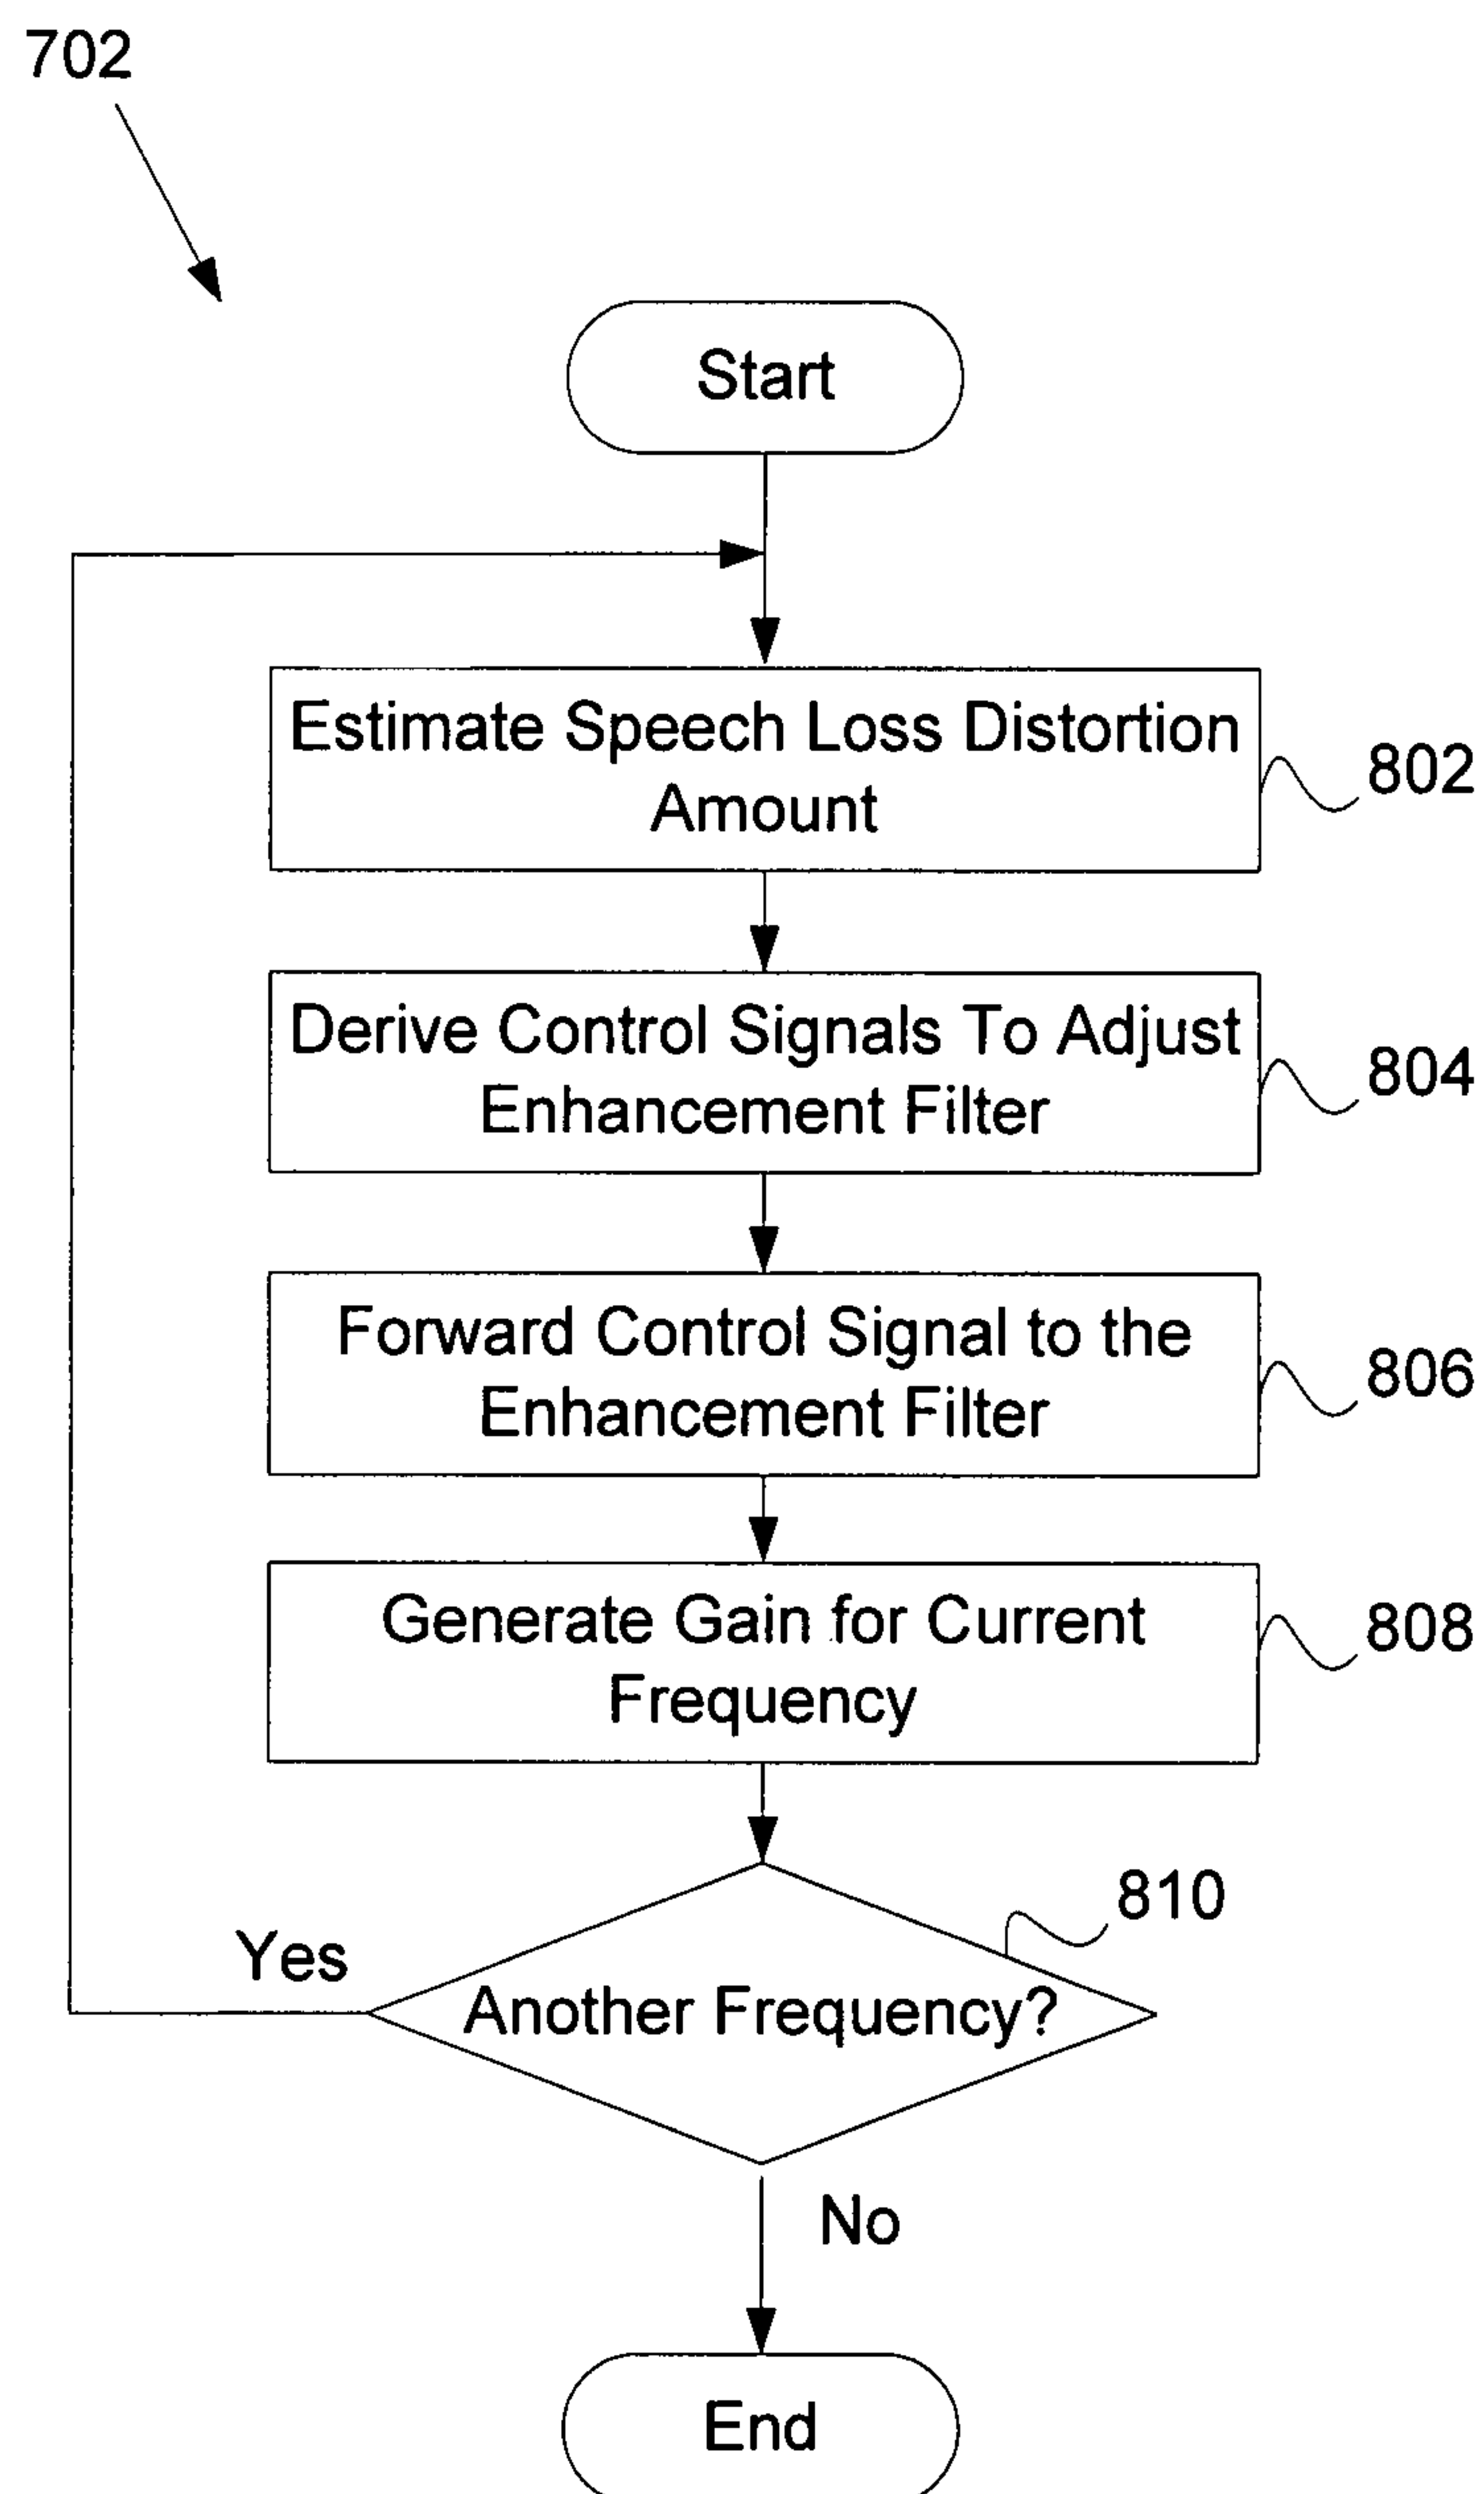 702
Start
Estimate Speech Loss Distortion
Amount
802
Derive Control Signals To Adjust
Enhancement Filter
804
Forward Control Signal to the
Enhancement Filter
806
Generate Gain for Current
Frequency
808
810
Yes
Another Frequency?
No
End